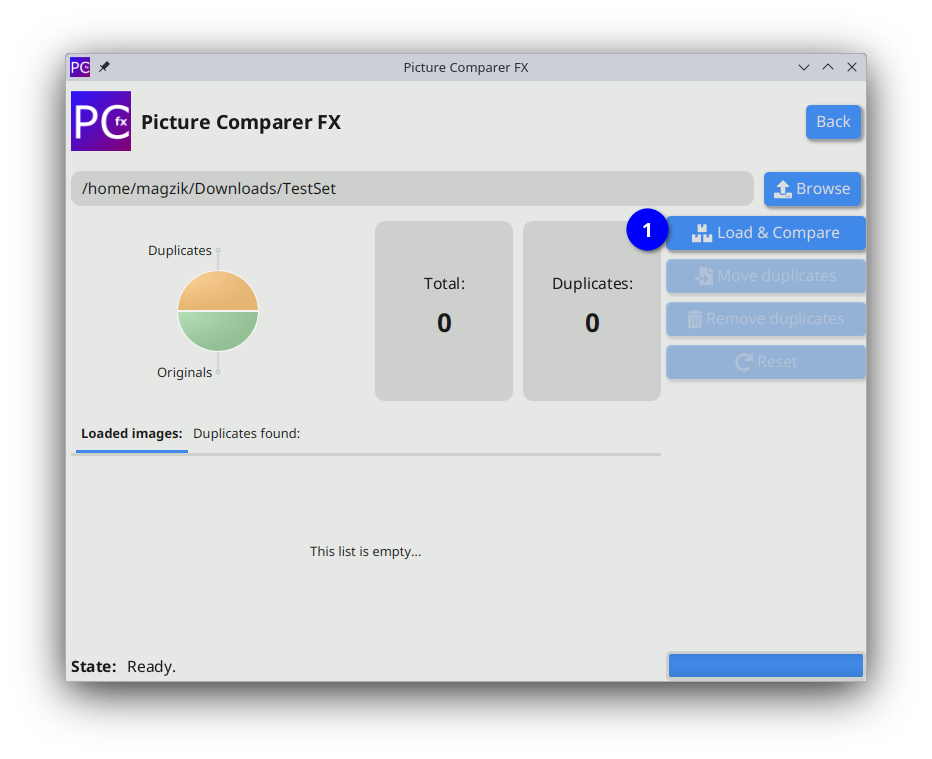 PC fx
Picture Comparer FX
PC fx
Picture Comparer FX
Back
/home/magzik/Downloads/TestSet
Browse
1
Load & Compare
Duplicates
Total:
0
Duplicates:
0
Move duplicates
Remove duplicates
Reset
Originals
Loaded images:
Duplicates found:
This list is empty...
State: Ready.